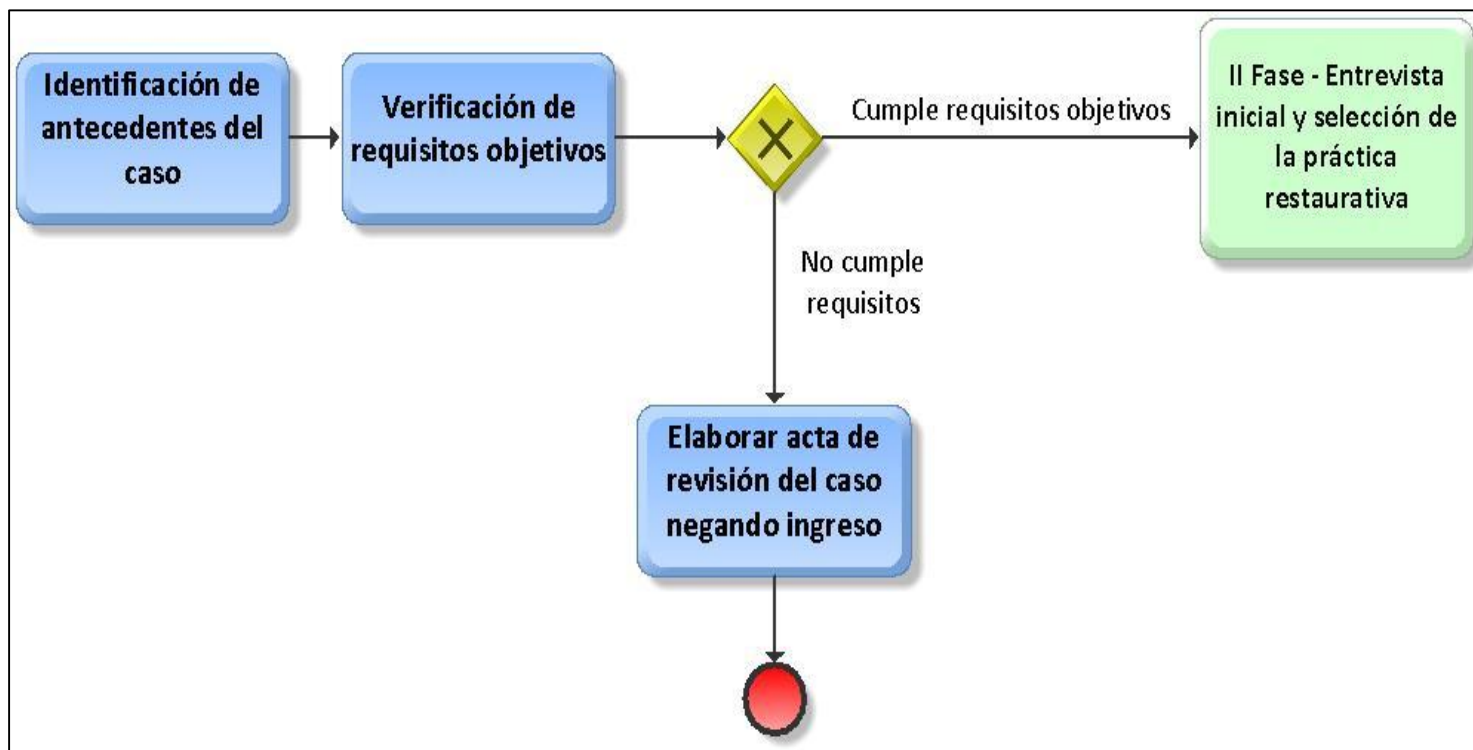 Identificación de
antecedentes del
caso
Verificación de
requisitos objetivos
Cumple requisitos objetivos
II Fase - Entrevista
inicial y selección de
la práctica
restaurativa
No cumple
requisitos
Elaborar acta de
revisión del caso
negando ingreso